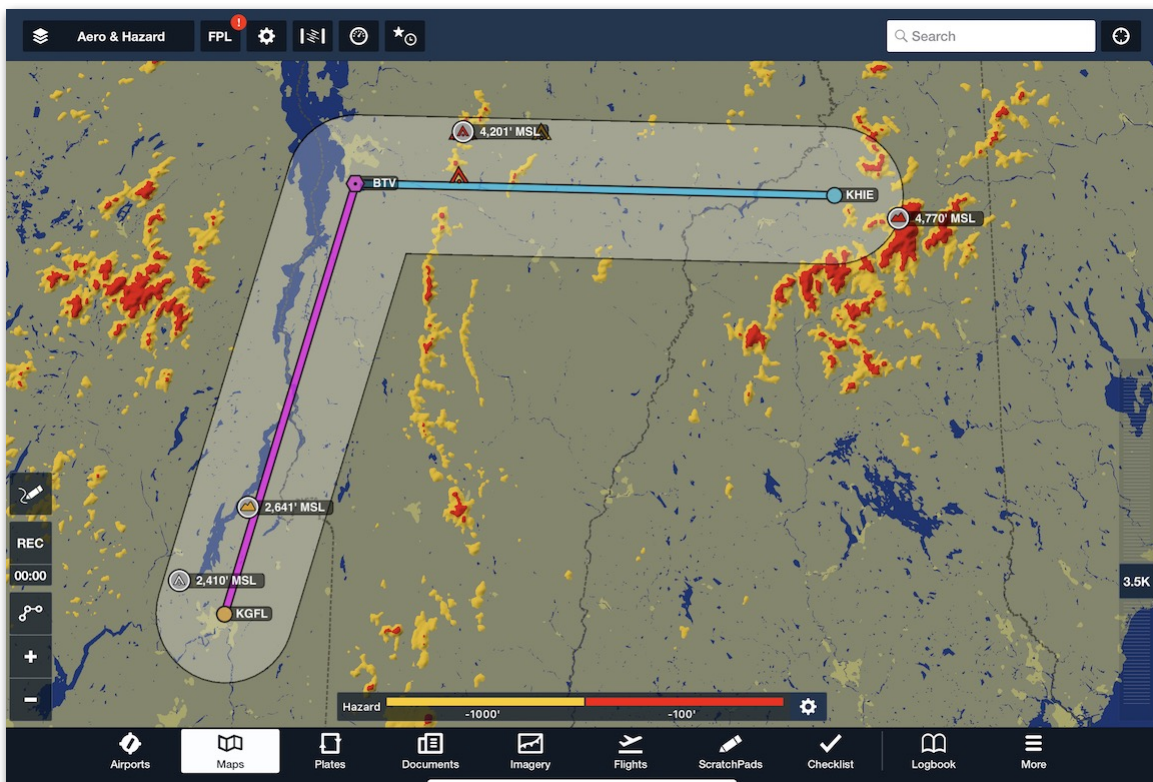 Aero & Hazard
FPL
!
Search
4,201' MSL
BTV
KHIE
4,770' MSL
2,641' MSL
2,410' MSL
KGFL
REC
00:00
+
−
3.5K
Hazard
-1000'
-100'
Airports
Maps
Plates
Documents
Imagery
Flights
ScratchPads
Checklist
Logbook
More